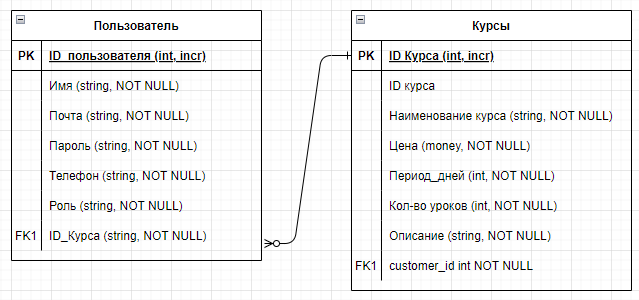 Пользователь
PK ID_пользователя (int, incr)
Имя (string, NOT NULL)
Почта (string, NOT NULL)
Пароль (string, NOT NULL)
Телефон (string, NOT NULL)
Роль (string, NOT NULL)
FK1 ID_Курса (string, NOT NULL)
Курсы
PK ID Курса (int, incr)
ID курса
Наименование курса (string, NOT NULL)
Цена (money, NOT NULL)
Период_дней (int, NOT NULL)
Кол-во уроков (int, NOT NULL)
Описание (string, NOT NULL)
FK1 customer_id int NOT NULL